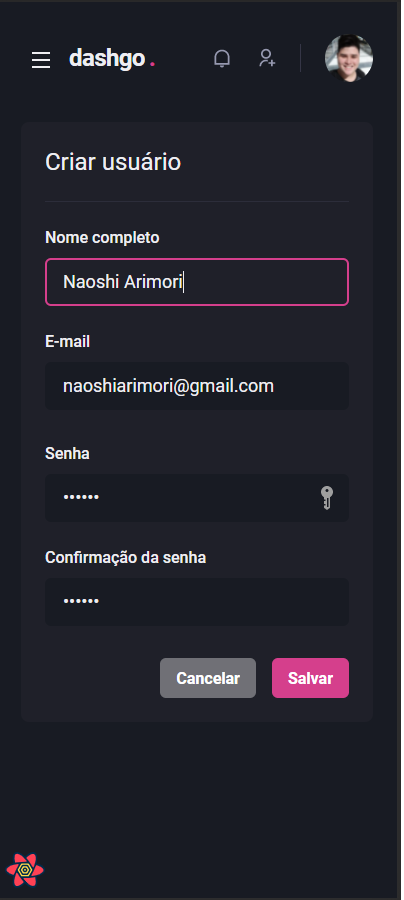 dashgo.
Criar usuário
Nome completo
Naoshi Arimori
E-mail
naoshiarimori@gmail.com
Senha
••••••
Confirmação da senha
••••••
Cancelar Salvar